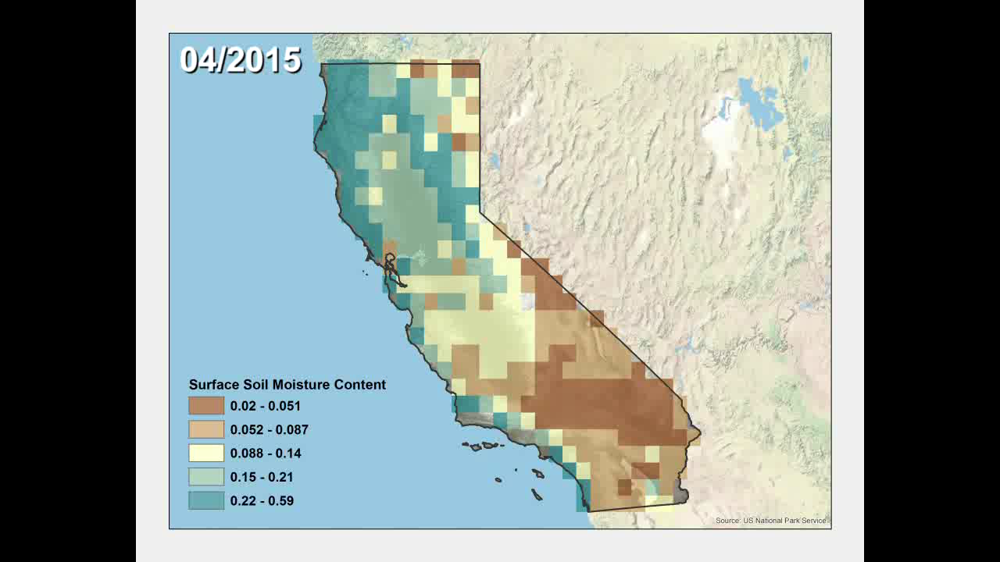 04/2015
Surface Soil Moisture Content
0.02 - 0.051
0.052 - 0.087
0.088 - 0.14
0.15 - 0.21
0.22 - 0.59
Source: US National Park Service